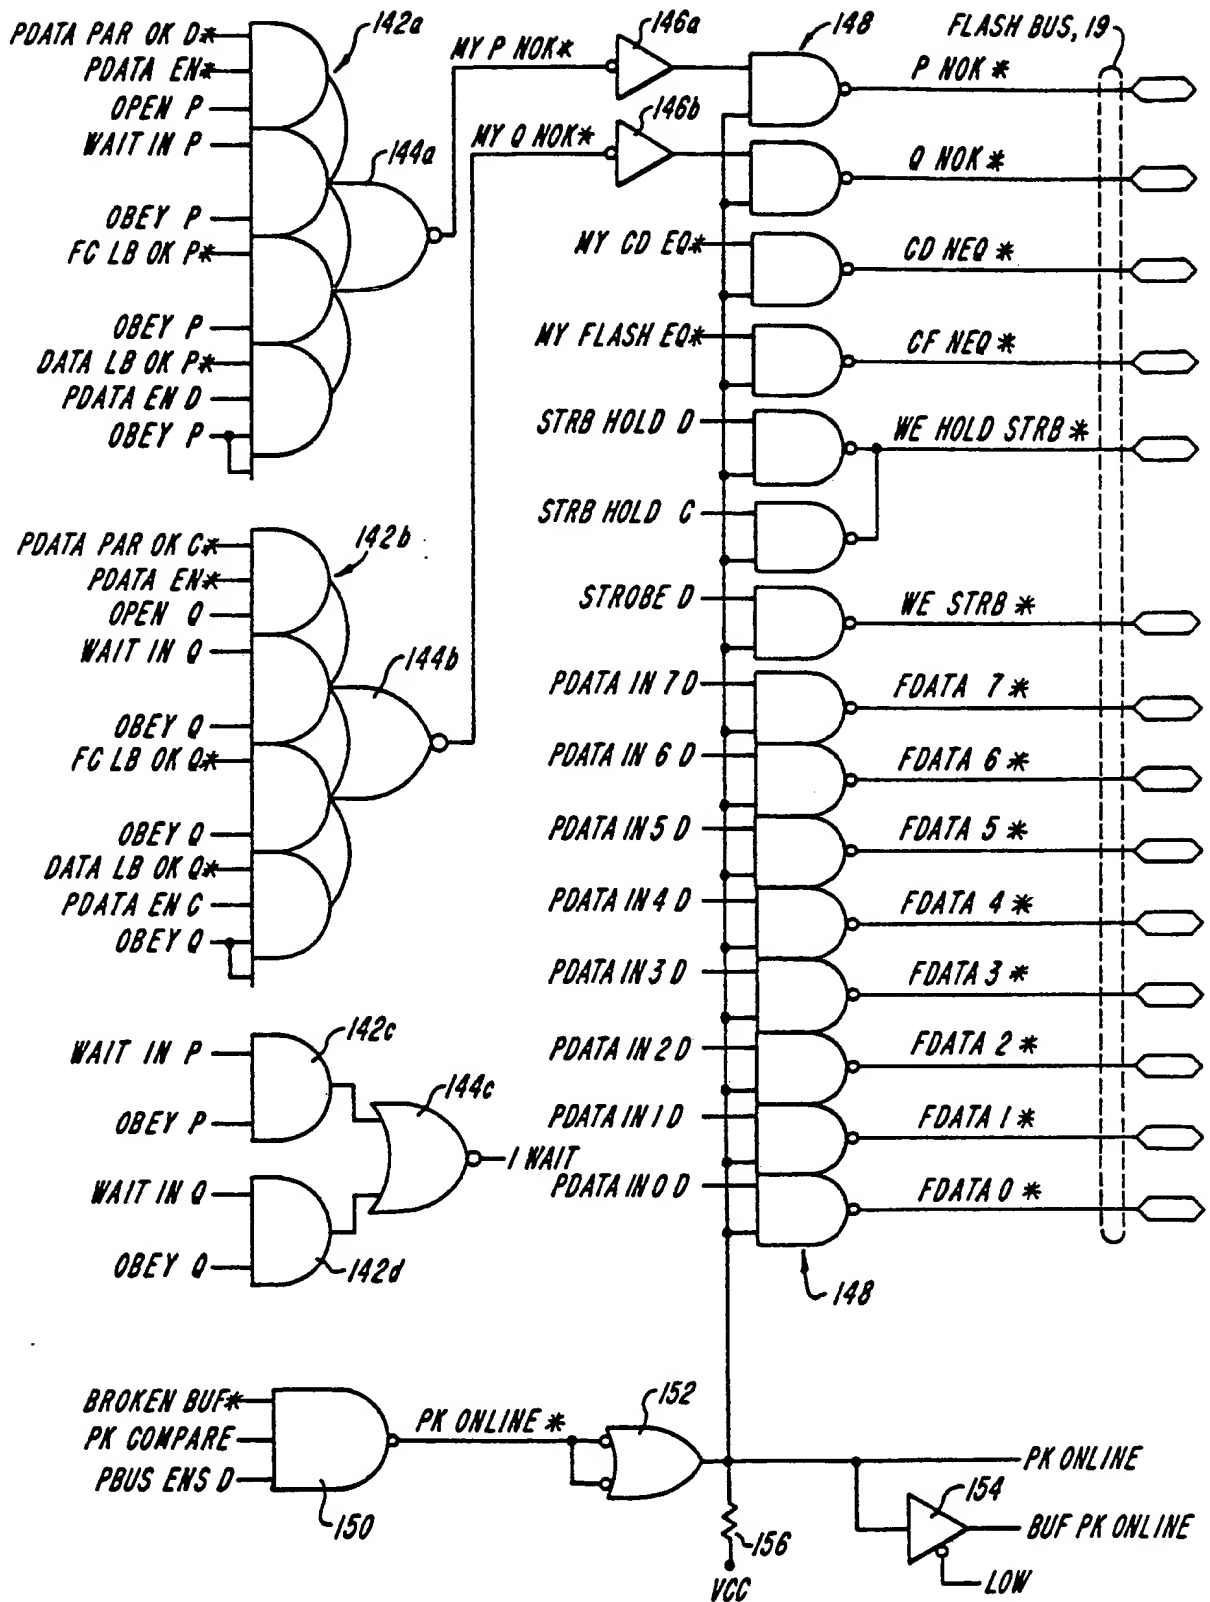 PDATA PAR OK D*
PDATA EN*
OPEN P
WAIT IN P
OBEY P
FC LB OK P*
OBEY P
DATA LB OK P*
PDATA EN D
OBEY P
142a
144a
MY P NOK*
MY Q NOK*
146a
146b
148
FLASH BUS, 19
P NOK *
Q NOK *
MY CD EQ*
CD NEQ *
MY FLASH EQ*
CF NEQ *
STRB HOLD D
WE HOLD STRB *
STRB HOLD C
STROBE D
WE STRB *
PDATA IN 7 D
FDATA 7 *
PDATA IN 6 D
FDATA 6 *
PDATA IN 5 D
FDATA 5 *
PDATA IN 4 D
FDATA 4 *
PDATA IN 3 D
FDATA 3 *
PDATA IN 2 D
FDATA 2 *
PDATA IN 1 D
FDATA 1 *
PDATA IN 0 D
FDATA 0 *
148
PDATA PAR OK C*
PDATA EN*
OPEN Q
WAIT IN Q
OBEY Q
FC LB OK Q*
OBEY Q
DATA LB OK Q*
PDATA EN C
OBEY Q
142b
144b
WAIT IN P
OBEY P
142c
144c
I WAIT
WAIT IN Q
OBEY Q
142d
BROKEN BUF*
PK COMPARE
PBUS ENS D
150
PK ONLINE *
152
PK ONLINE
154
BUF PK ONLINE
LOW
156
VCC